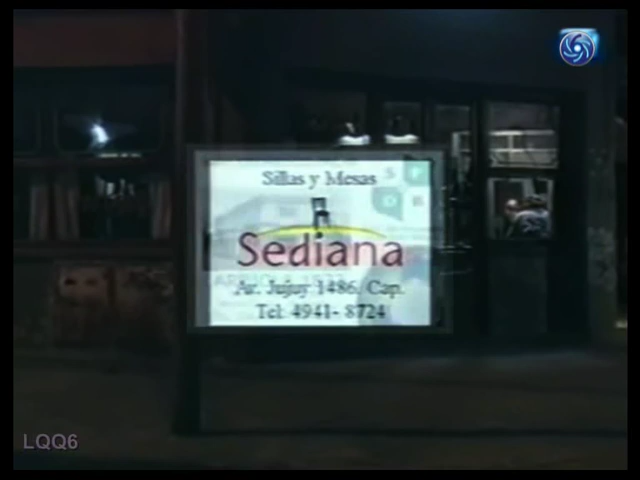 Sillas y Mesas
Sediana
Av. Jujuy 1486, Cap.
Tel: 4941- 8724
LQQ6